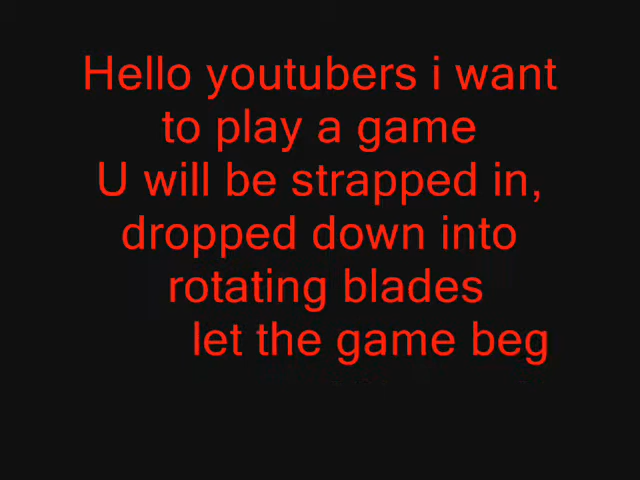 Hello youtubers i want
to play a game
U will be strapped in,
dropped down into
rotating blades
let the game beg